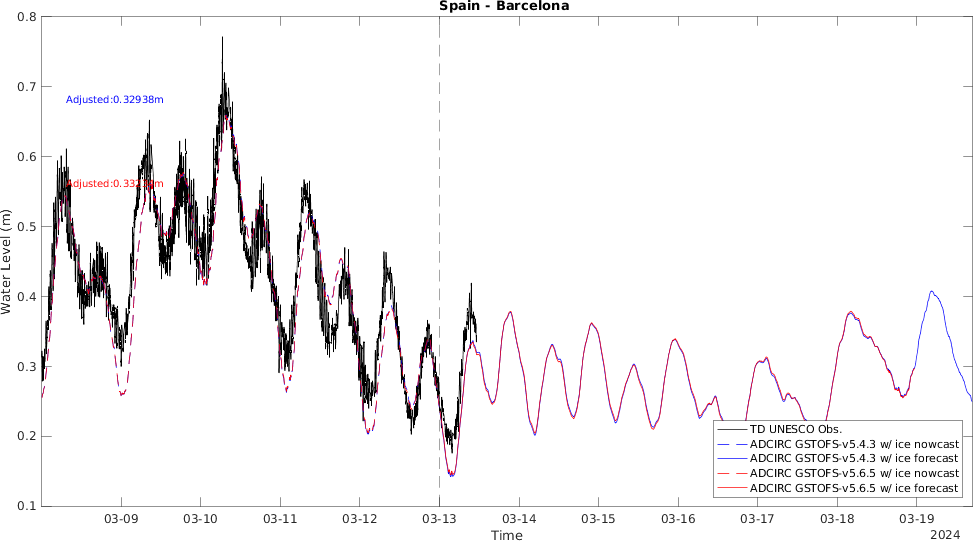 Spain - Barcelona
0.8
0.7
0.6
0.5
0.4
0.3
0.2
0.1
Water Level (m)
Adjusted:0.32938m
TD UNESCO Obs.
ADCIRC GSTOFS-v5.4.3 w/ ice nowcast
ADCIRC GSTOFS-v5.4.3 w/ ice forecast
ADCIRC GSTOFS-v5.6.5 w/ ice nowcast
ADCIRC GSTOFS-v5.6.5 w/ ice forecast
03-09 03-10 03-11 03-12 03-13 03-14 03-15 03-16 03-17 03-18 03-19
Time
2024